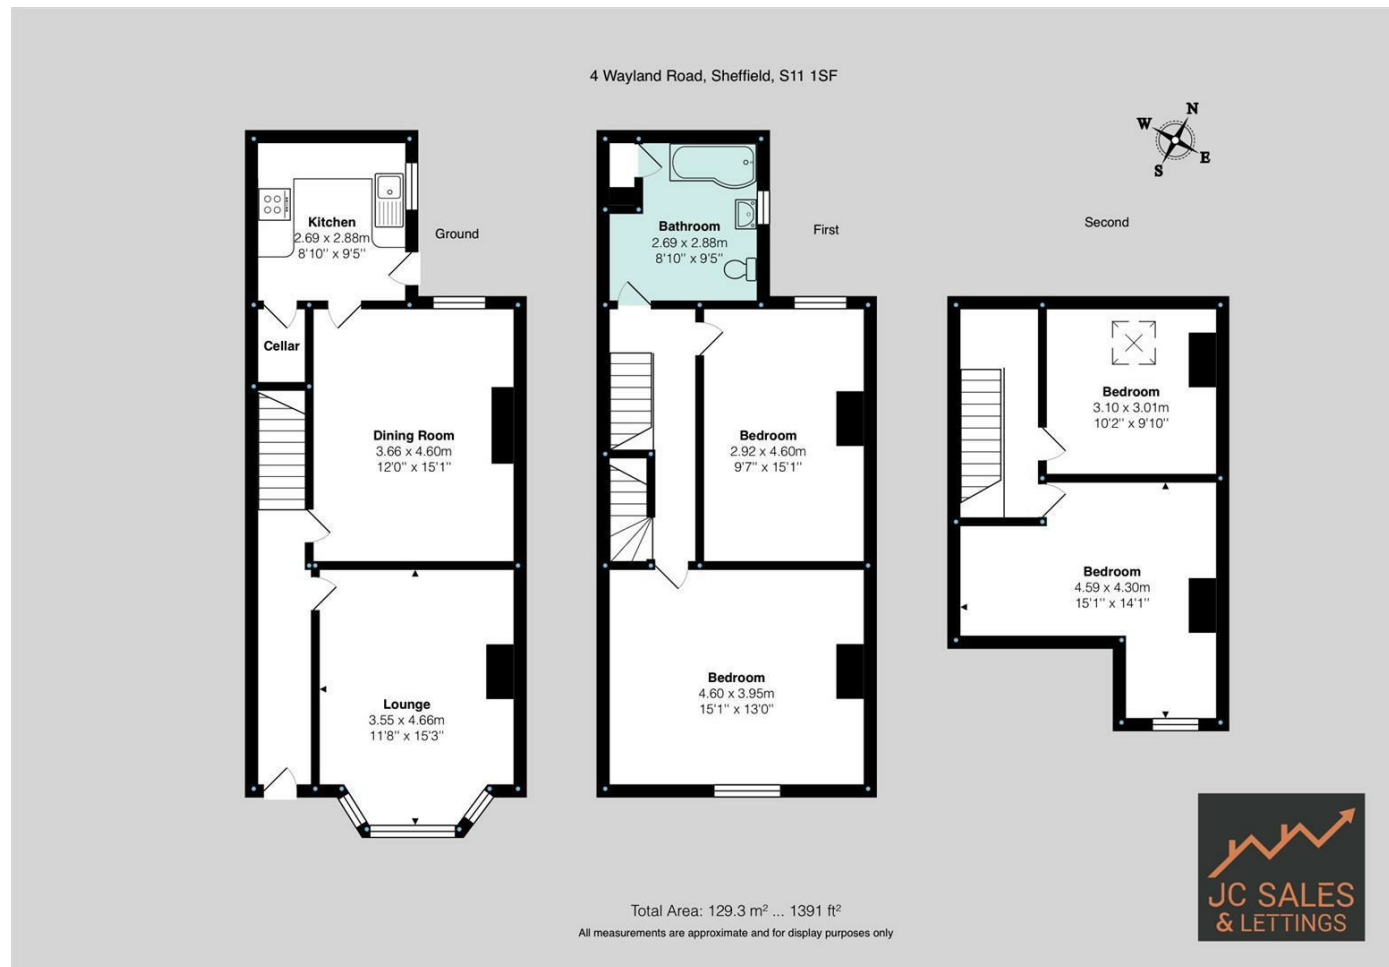 4 Wayland Road, Sheffield, S11 1SF
N
W
E
S
Kitchen
2.69 x 2.88m
8'10" x 9'5"
Ground
Cellar
Dining Room
3.66 x 4.60m
12'0" x 15'1"
Lounge
3.55 x 4.66m
11'8" x 15'3"
Bathroom
2.69 x 2.88m
8'10" x 9'5"
First
Bedroom
2.92 x 4.60m
9'7" x 15'1"
Bedroom
4.60 x 3.95m
15'1" x 13'0"
Second
Bedroom
3.10 x 3.01m
10'2" x 9'10"
Bedroom
4.59 x 4.30m
15'1" x 14'1"
Total Area: 129.3 m² ... 1391 ft²
All measurements are approximate and for display purposes only
JC SALES
& LETTINGS